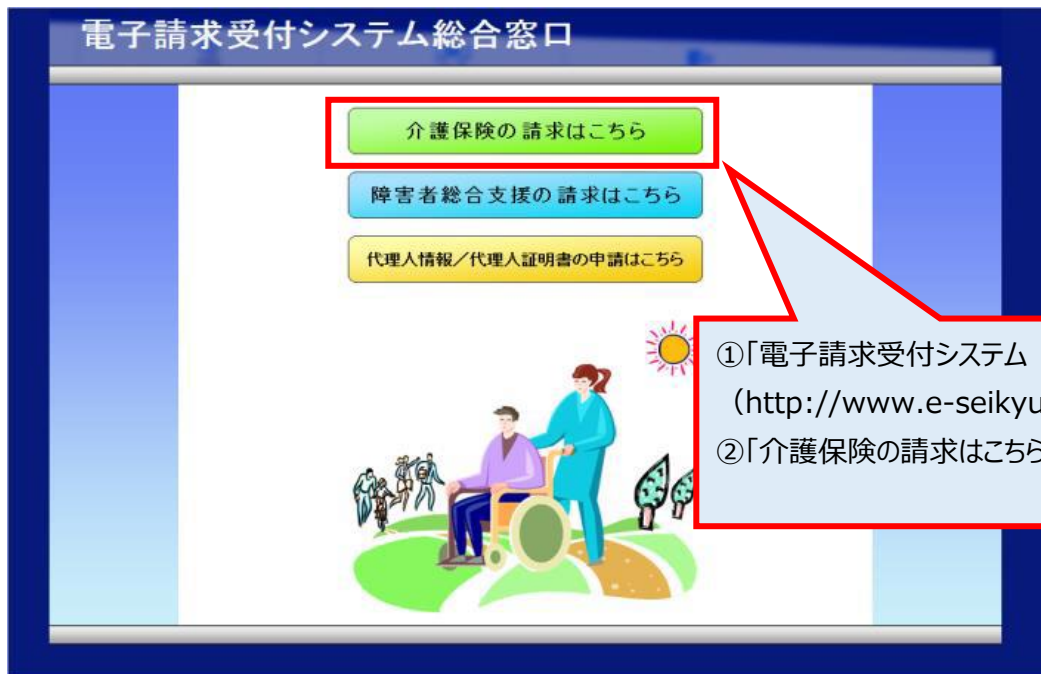 電子請求受付システム総合窓口
介護保険の請求はこちら
障害者総合支援の請求はこちら
代理人情報／代理人証明書の申請はこちら
①「電子請求受付システム
（http://www.e-seikyu
②「介護保険の請求はこちら